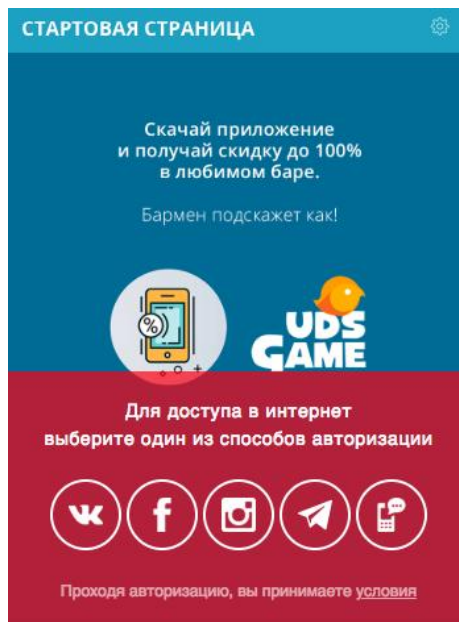 СТАРТОВАЯ СТРАНИЦА
Скачай приложение
и получай скидку до 100%
в любимом баре.
Бармен подскажет как!
%
UDS
GAME
Для доступа в интернет
выберите один из способов авторизации
Проходя авторизацию, вы принимаете условия